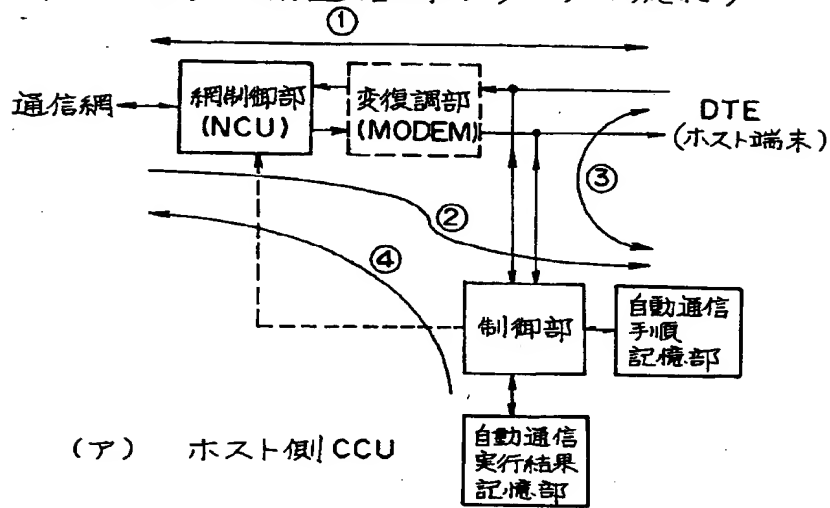 ①
通信網
網制御部
(NCU)
変復調部
(MODEM)
DTE
(ホスト端末)
③
②
④
制御部
自動通信
手順
記憶部
自動通信
実行結果
記憶部
(ア) ホスト側CCU